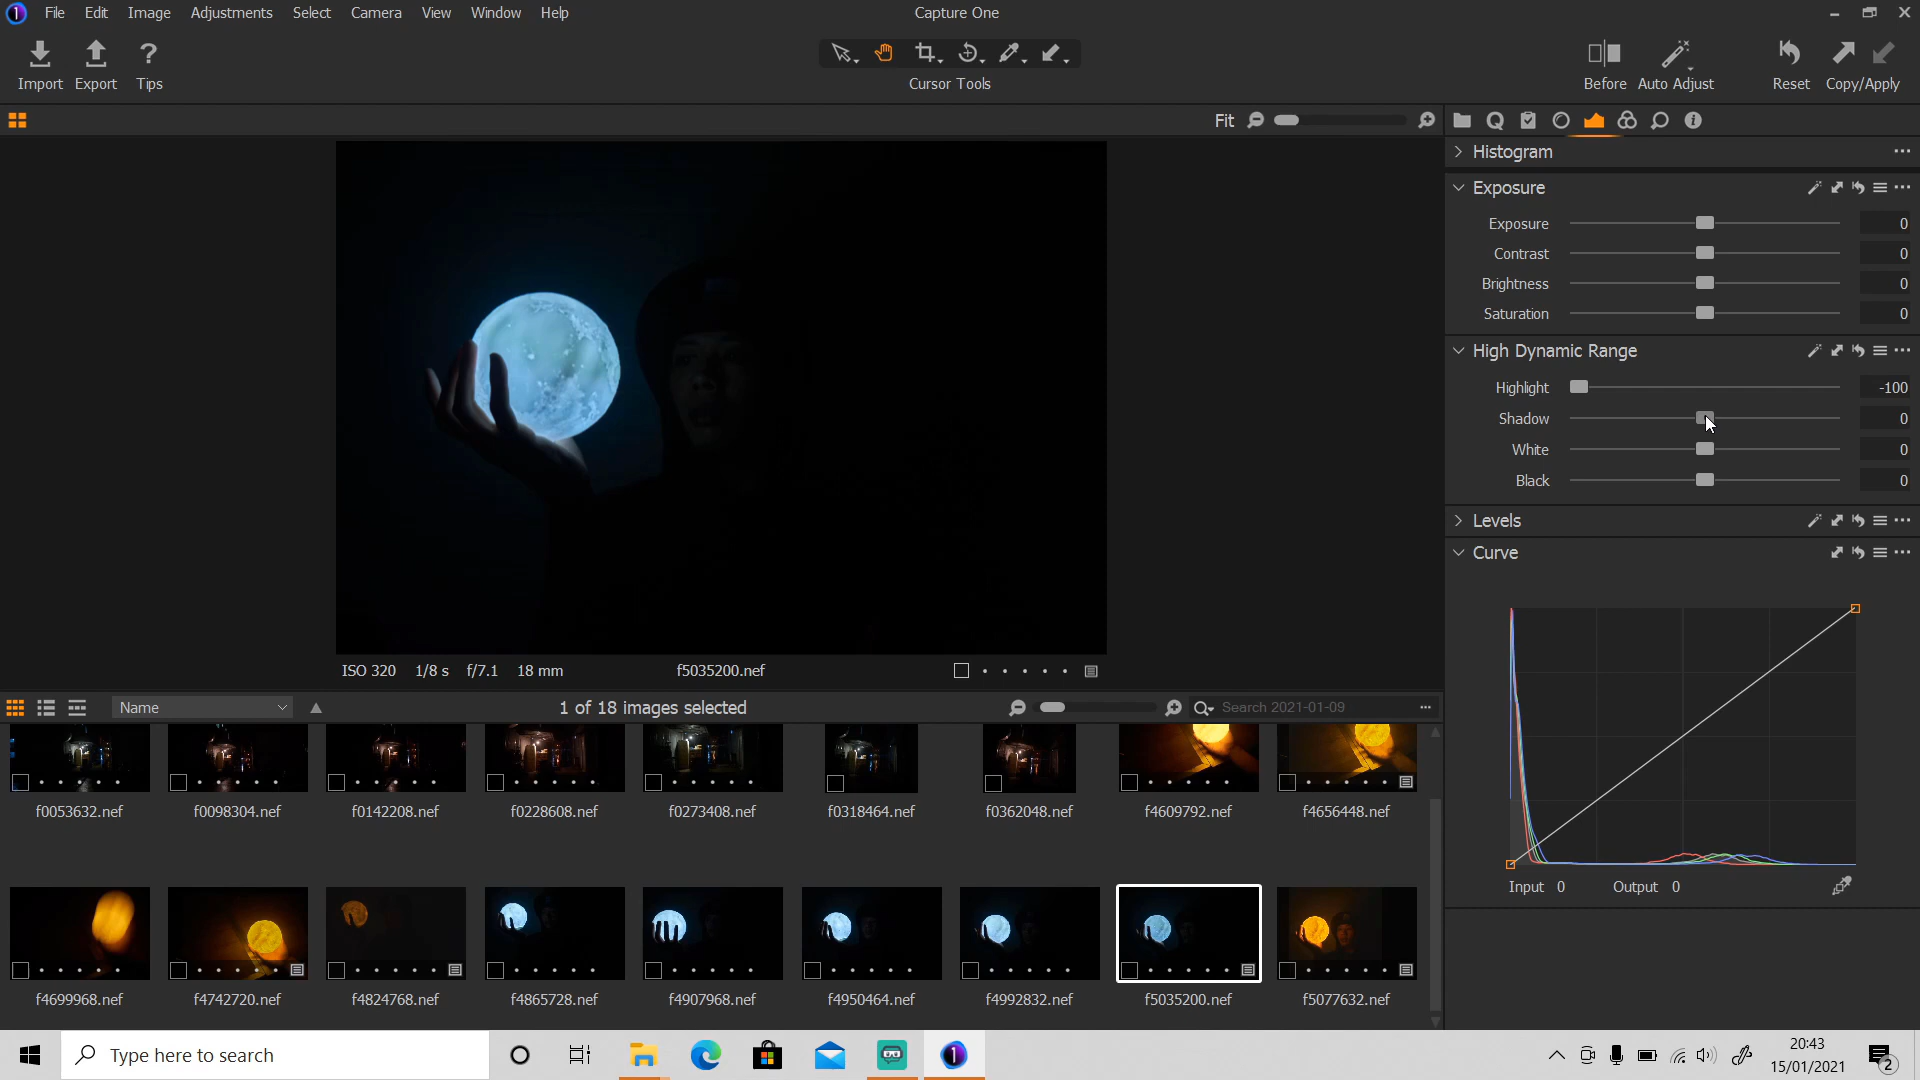 File Edit Image Adjustments Select Camera View Window Help
Capture One
Import Export Tips
Cursor Tools
Before Auto Adjust Reset Copy/Apply
Fit
Histogram
Exposure
Exposure 0
Contrast 0
Brightness 0
Saturation 0
High Dynamic Range
Highlight -100
Shadow 0
White 0
Black 0
Levels
Curve
Input 0 Output 0
ISO 320 1/8 s f/7.1 18 mm f5035200.nef
Name
1 of 18 images selected
Search 2021-01-09
f0053632.nef f0098304.nef f0142208.nef f0228608.nef f0273408.nef f0318464.nef f0362048.nef f4609792.nef f4656448.nef
f4699968.nef f4742720.nef f4824768.nef f4865728.nef f4907968.nef f4950464.nef f4992832.nef f5035200.nef f5077632.nef
Type here to search
20:43
15/01/2021
2